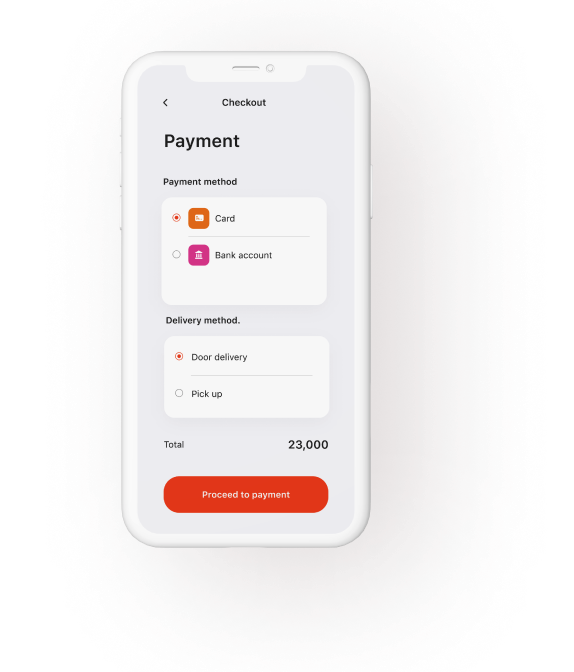 Checkout
Payment
Payment method
Card
Bank account
Delivery method.
Door delivery
Pick up
Total 23,000
Proceed to payment